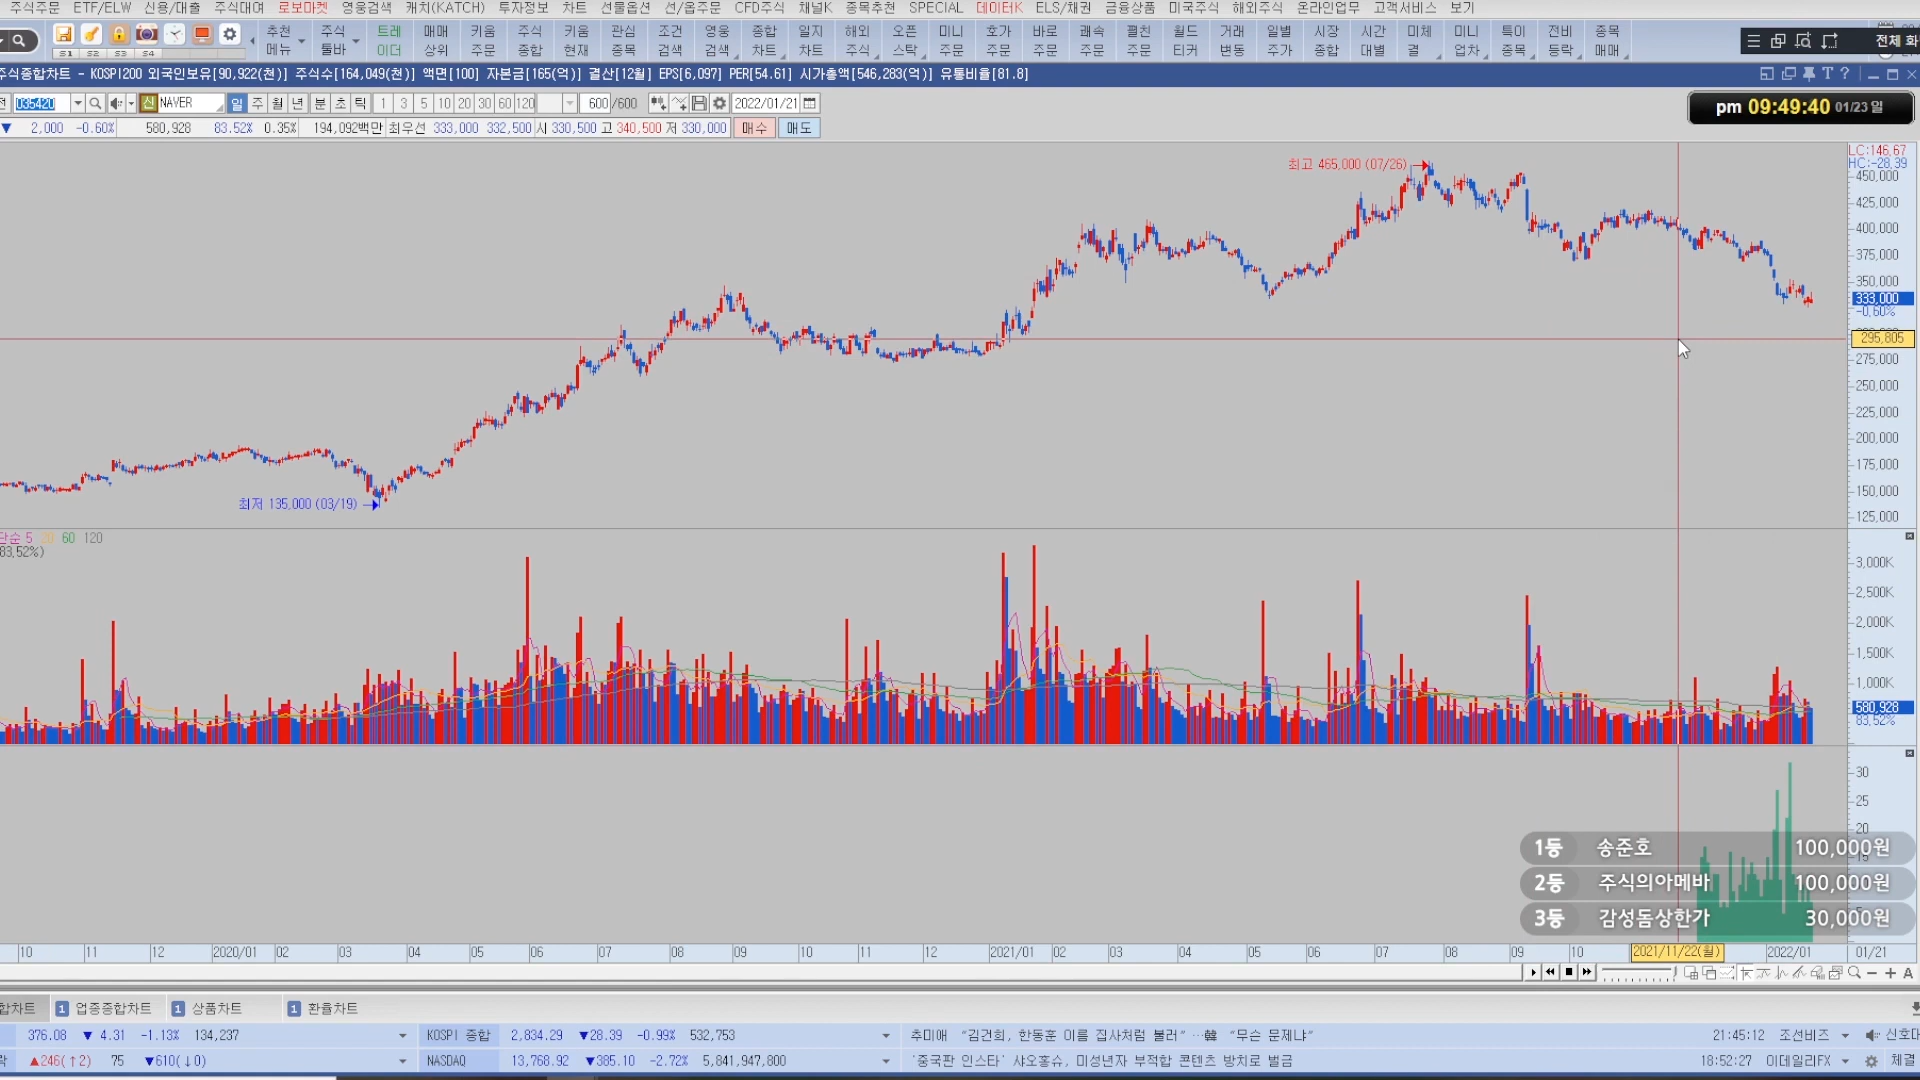 주식주문 ETF/ELW 신용/대출 주식대여 로보마켓 영웅검색 캐치(KATCH) 투자정보 차트 선물옵션 선/옵주문 CFD주식 채널K 종목추천 SPECIAL 데이터K ELS/채권 금융상품 미국주식 해외주식 온라인업무 고객서비스 보기
추천 주식 트레 매매 키움 주식 키움 관심 조건 영웅 종합 일지 해외 오픈 미니 호가 바로 쾌속 펼친 월드 거래 일별 시장 시간 미체 미니 특이 전비 종목
메뉴 툴바 이더 상위 주문 종합 현재 종목 검색 검색 차트 차트 주식 스탁 주문 주문 주문 주문 주문 티커 변동 주가 종합 대별 결 업차 종목 등락 매매
S1 S2 S3 S4
전체 화
주식종합차트 - KOSPI200 외국인보유[90,922(천)] 주식수[164,049(천)] 액면[100] 자본금[165(억)] 결산[12월] EPS[6,097] PER[54.61] 시가총액[546,283(억)] 유통비율[81.8]
035420 신 NAVER 일 주 월 년 분 초 틱 1 3 5 10 20 30 60 120 600 /600 2022/01/21
pm 09:49:40 01/23 일
▼ 2,000 -0.60% 580,928 83.52% 0.35% 194,092백만 최우선 333,000 332,500 시 330,500 고 340,500 저 330,000 매수 매도
최고 465,000 (07/26)
LC:146.67
HC:-28.39
450,000
425,000
400,000
375,000
350,000
333,000
-0.60%
295,805
275,000
250,000
225,000
200,000
175,000
150,000
125,000
최저 135,000 (03/19)
단순 5 20 60 120
83.52%)
3,000K
2,500K
2,000K
1,500K
1,000K
580,928
83.52%
30
25
20
15
1등 송준호 100,000원
2등 주식의아메바 100,000원
3등 감성돔상한가 30,000원
10 11 12 2020/01 02 03 04 05 06 07 08 09 10 11 12 2021/01 02 03 04 05 06 07 08 09 10 2021/11/22(월) 2022/01 01/21
합차트 1 업종종합차트 1 상품차트 1 환율차트
376.08 ▼ 4.31 -1.13% 134,237 KOSPI 종합 2,834.29 ▼28.39 -0.99% 532,753 추미애 "김건희, 한동훈 이름 집사처럼 불러"…韓 "무슨 문제냐" 21:45:12 조선비즈 신호대
락 ▲246(↑2) 75 ▼610(↓0) NASDAQ 13,768.92 ▼385.10 -2.72% 5,841,947,800 '중국판 인스타' 샤오홍슈, 미성년자 부적합 콘텐츠 방치로 벌금 18:52:27 이데일리FX 체결